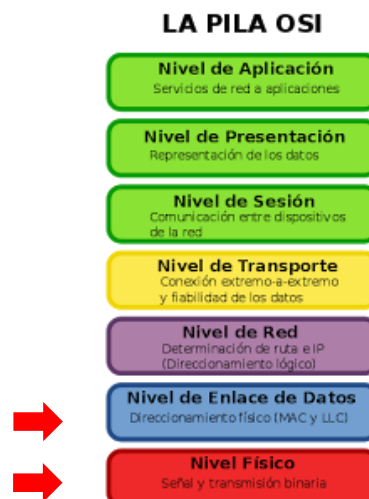 LA PILA OSI
Nivel de Aplicación
Servicios de red a aplicaciones
Nivel de Presentación
Representación de los datos
Nivel de Sesión
Comunicación entre dispositivos
de la red
Nivel de Transporte
Conexión extremo-a-extremo
y fiabilidad de los datos
Nivel de Red
Determinación de ruta e IP
(Direccionamiento lógico)
Nivel de Enlace de Datos
Direccionamiento físico (MAC y LLC)
Nivel Físico
Señal y transmisión binaria